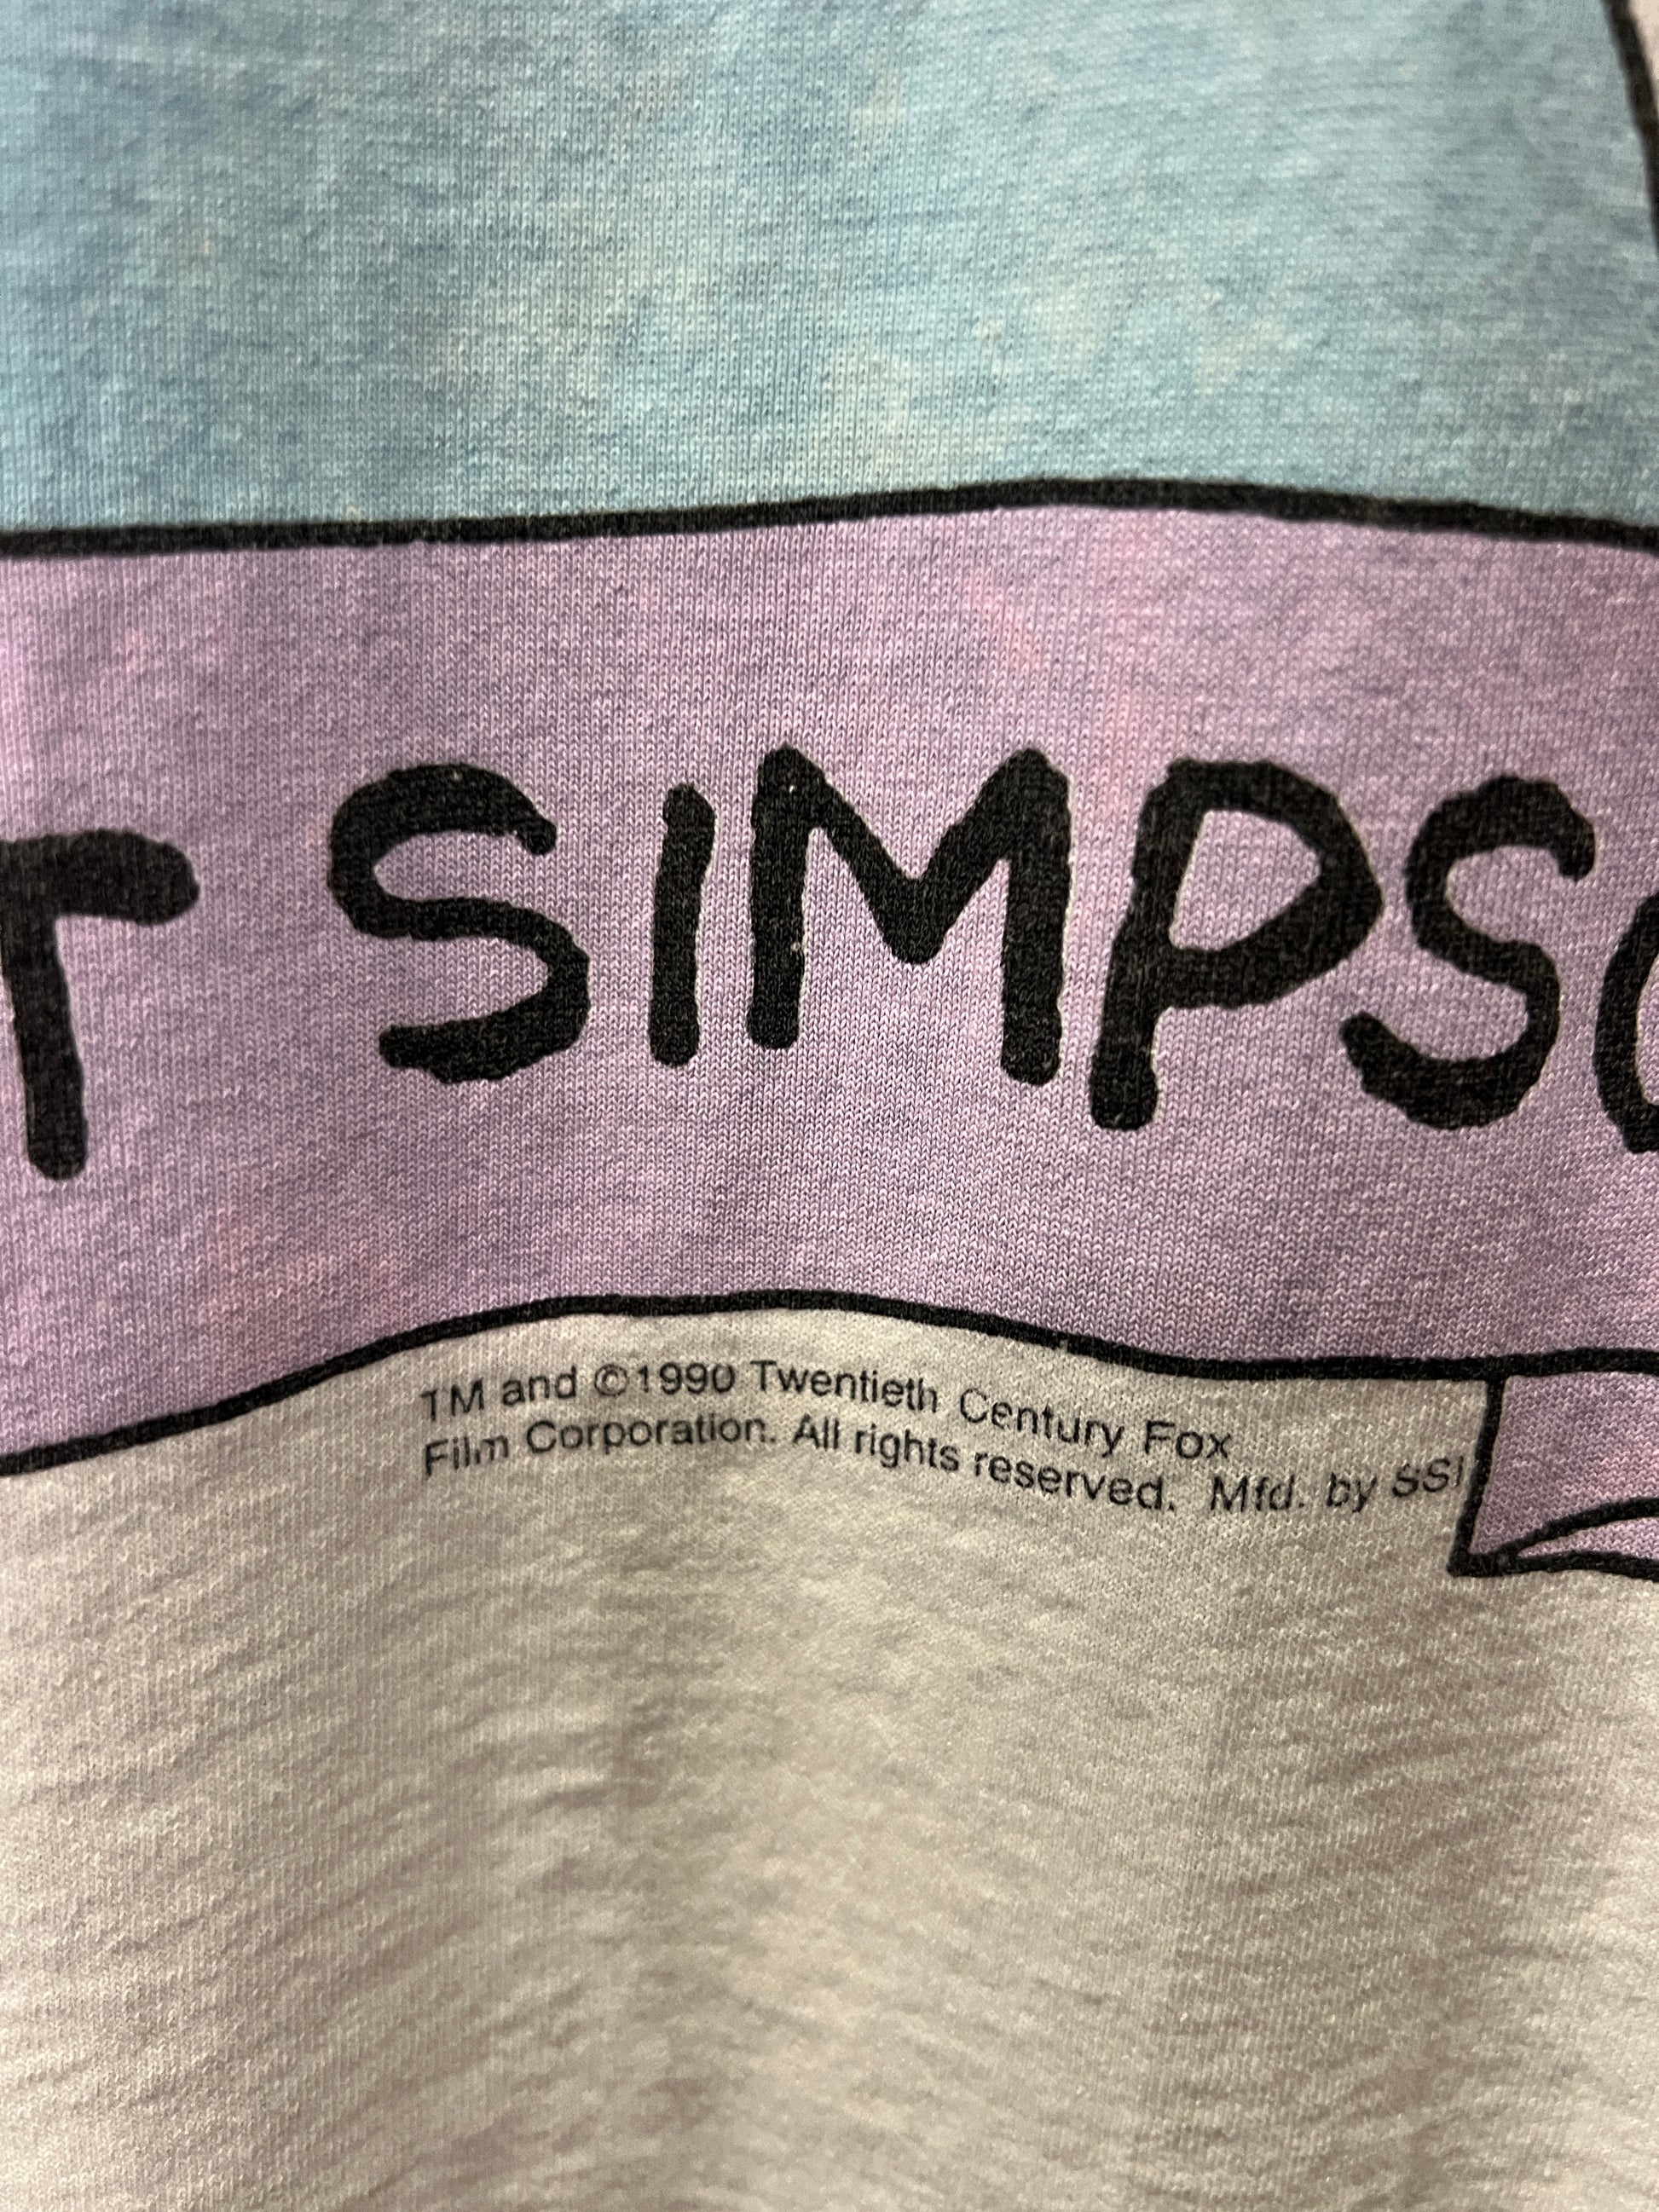 T SIMPSO
TM and ©1990 Twentieth Century Fox
Film Corporation. All rights reserved. Mfd. by SSI